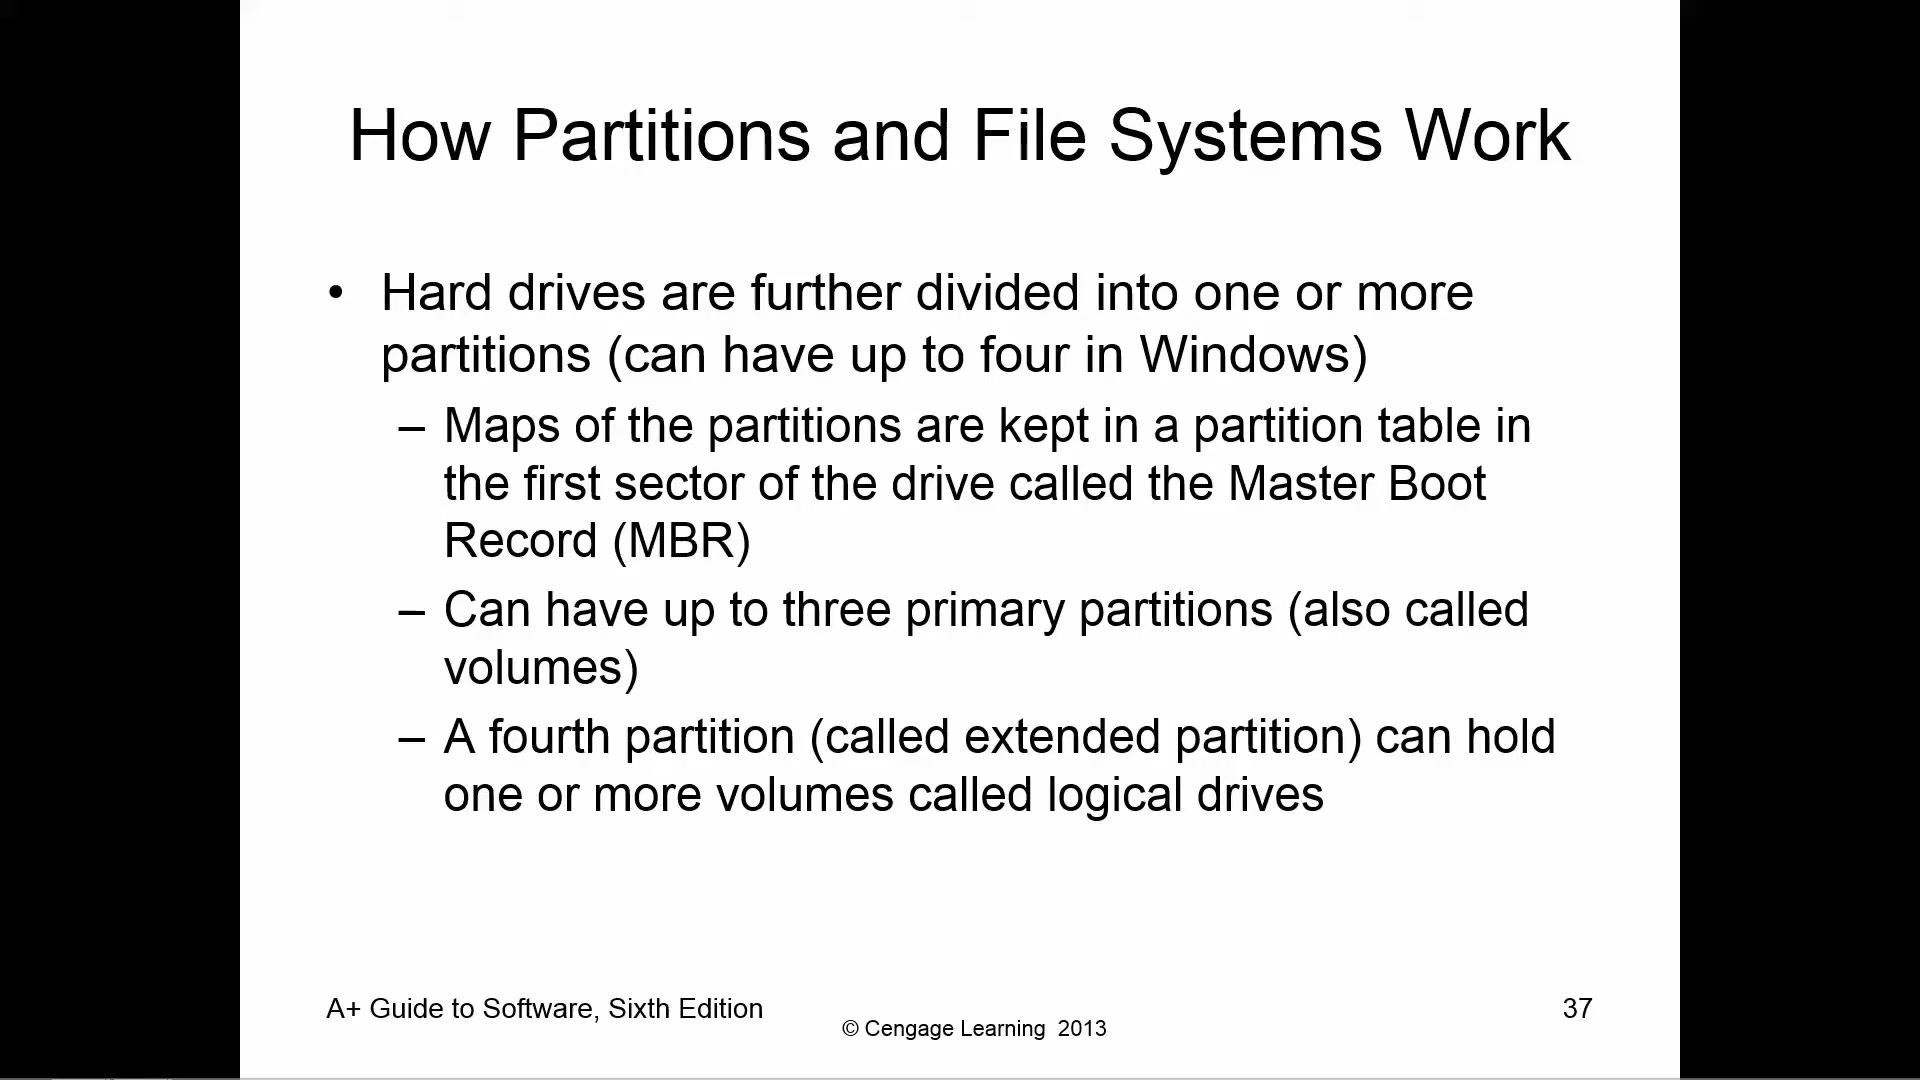 How Partitions and File Systems Work
• Hard drives are further divided into one or more
partitions (can have up to four in Windows)
– Maps of the partitions are kept in a partition table in
the first sector of the drive called the Master Boot
Record (MBR)
– Can have up to three primary partitions (also called
volumes)
– A fourth partition (called extended partition) can hold
one or more volumes called logical drives
A+ Guide to Software, Sixth Edition
© Cengage Learning 2013
37